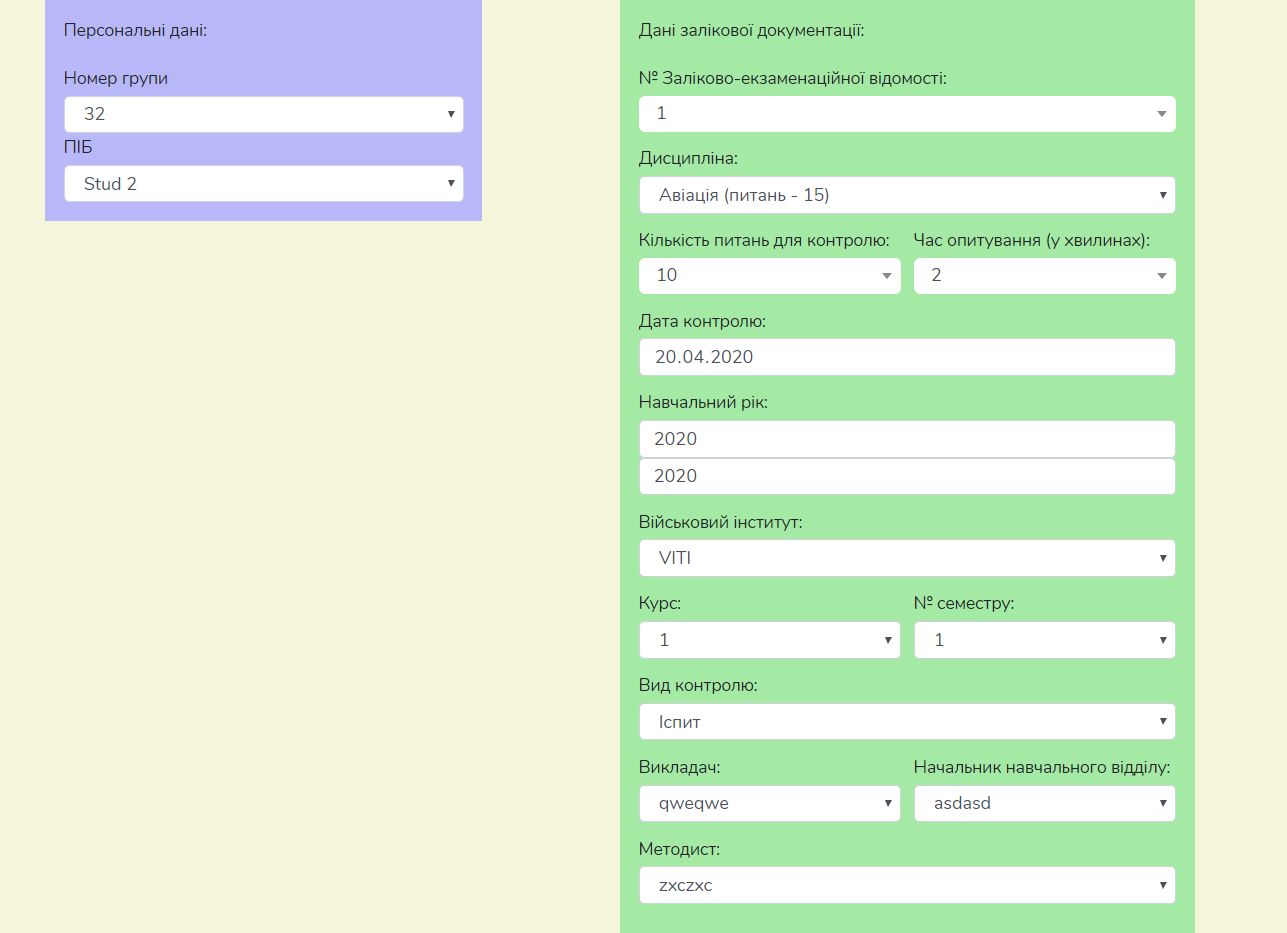 Персональні дані:
Номер групи
32
ПІБ
Stud 2
Дані залікової документації:
№ Заліково-екзаменаційної відомості:
1
Дисципліна:
Авіація (питань - 15)
Кількість питань для контролю: Час опитування (у хвилинах):
10 2
Дата контролю:
20.04.2020
Навчальний рік:
2020
2020
Військовий інститут:
VITI
Курс: № семестру:
1 1
Вид контролю:
Іспит
Викладач: Начальник навчального відділу:
qweqwe asdasd
Методист:
zxczxc